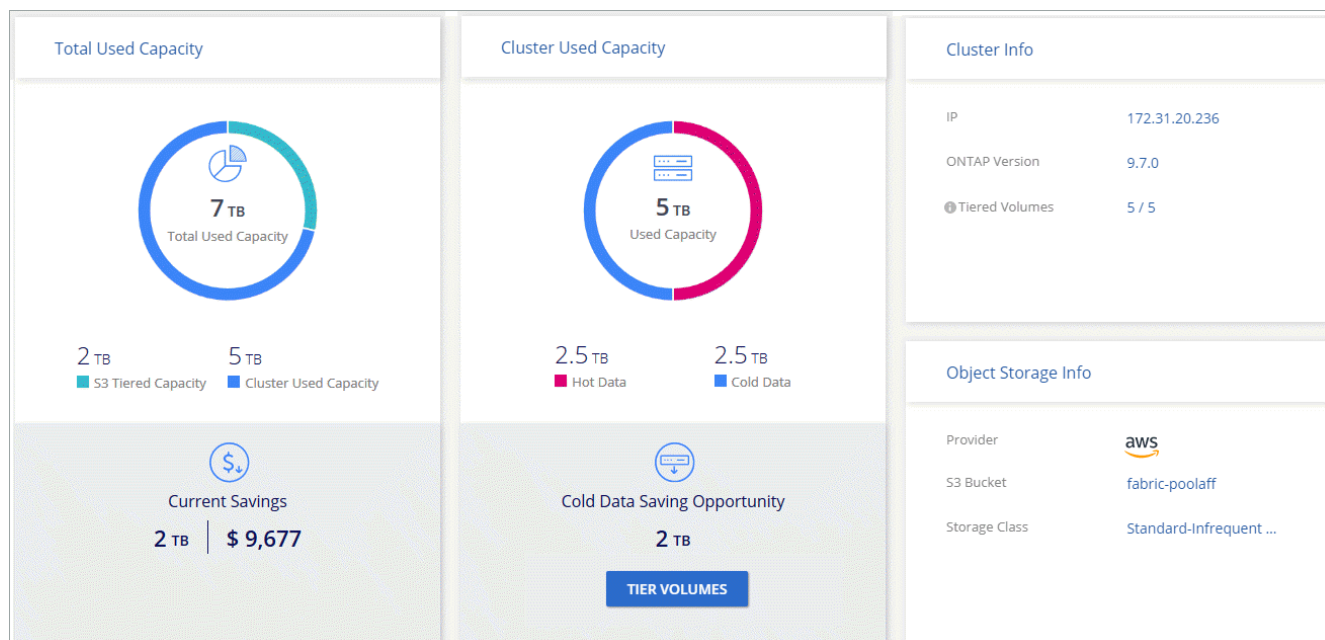 Total Used Capacity
7 TB
Total Used Capacity
2 TB
5 TB
S3 Tiered Capacity
Cluster Used Capacity
Current Savings
2 TB
$ 9,677
Cluster Used Capacity
5 TB
Used Capacity
2.5 TB
2.5 TB
Hot Data
Cold Data
Cold Data Saving Opportunity
2 TB
TIER VOLUMES
Cluster Info
IP
172.31.20.236
ONTAP Version
9.7.0
Tiered Volumes
5 / 5
Object Storage Info
Provider
aws
S3 Bucket
fabric-poolaff
Storage Class
Standard-Infrequent ...